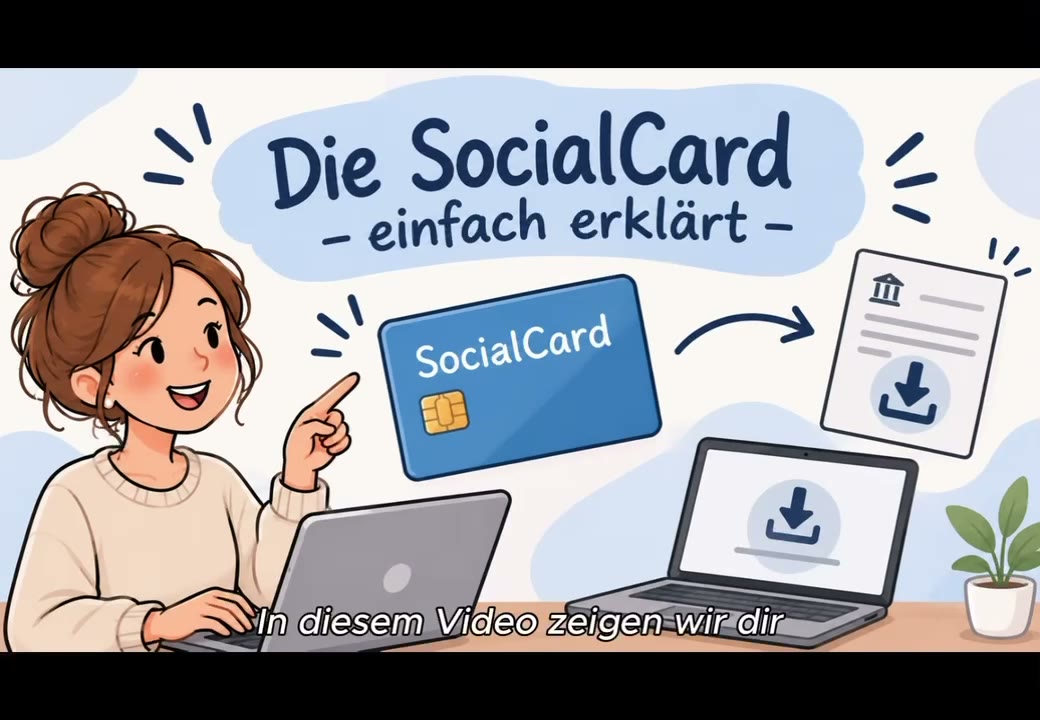 Die SocialCard
– einfach erklärt –
SocialCard
In diesem Video zeigen wir dir